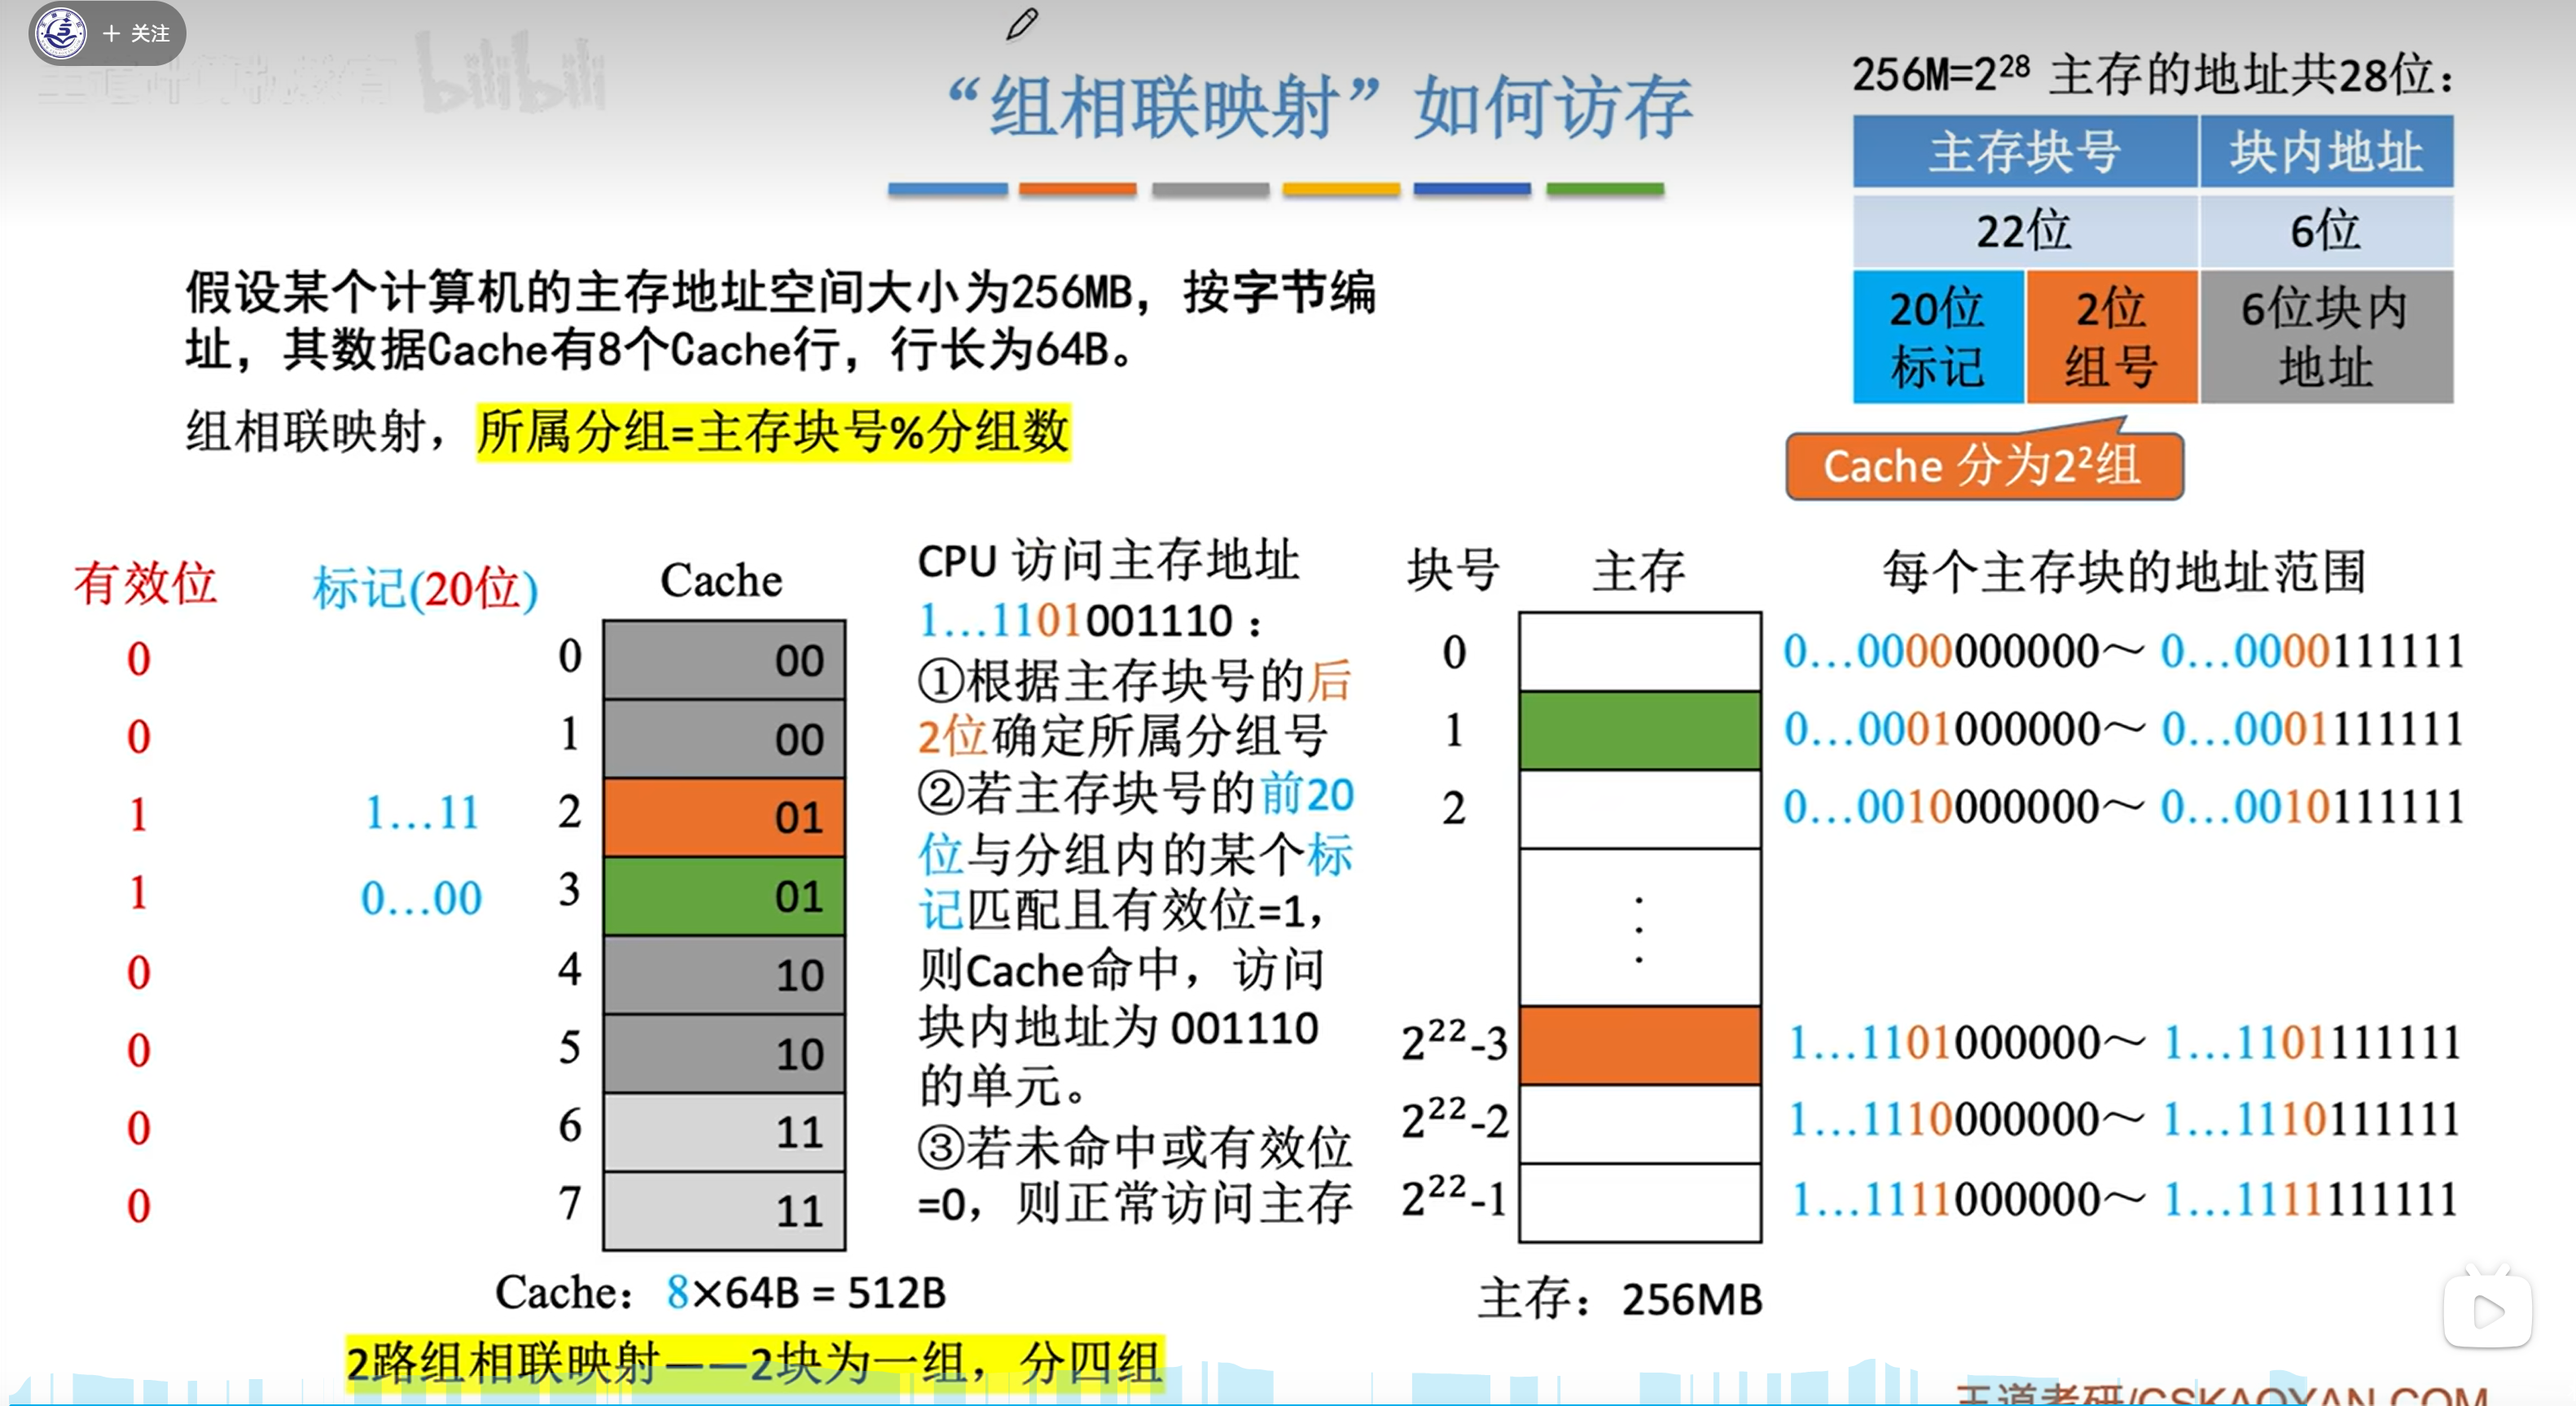 关注
bilibili
“组相联映射”如何访存
256M=2²⁸ 主存的地址共28位：
主存块号 块内地址
22位 6位
20位标记 2位组号 6位块内地址
Cache 分为2²组
假设某个计算机的主存地址空间大小为256MB，按字节编
址，其数据Cache有8个Cache行，行长为64B。
组相联映射，所属分组=主存块号%分组数
有效位 标记(20位) Cache
0 0 00
0 1 00
1 1…11 2 01
1 0…00 3 01
0 4 10
0 5 10
0 6 11
0 7 11
Cache：8×64B = 512B
2路组相联映射——2块为一组，分四组
CPU 访问主存地址
1…1101001110：
①根据主存块号的后
2位确定所属分组号
②若主存块号的前20
位与分组内的某个标
记匹配且有效位=1，
则Cache命中，访问
块内地址为 001110
的单元。
③若未命中或有效位
=0，则正常访问主存
块号 主存 每个主存块的地址范围
0 0…0000000000～ 0…0000111111
1 0…0001000000～ 0…0001111111
2 0…0010000000～ 0…0010111111
2²²-3 1…1101000000～ 1…1101111111
2²²-2 1…1110000000～ 1…1110111111
2²²-1 1…1111000000～ 1…1111111111
主存：256MB
王道考研/CSKAOYAN.COM